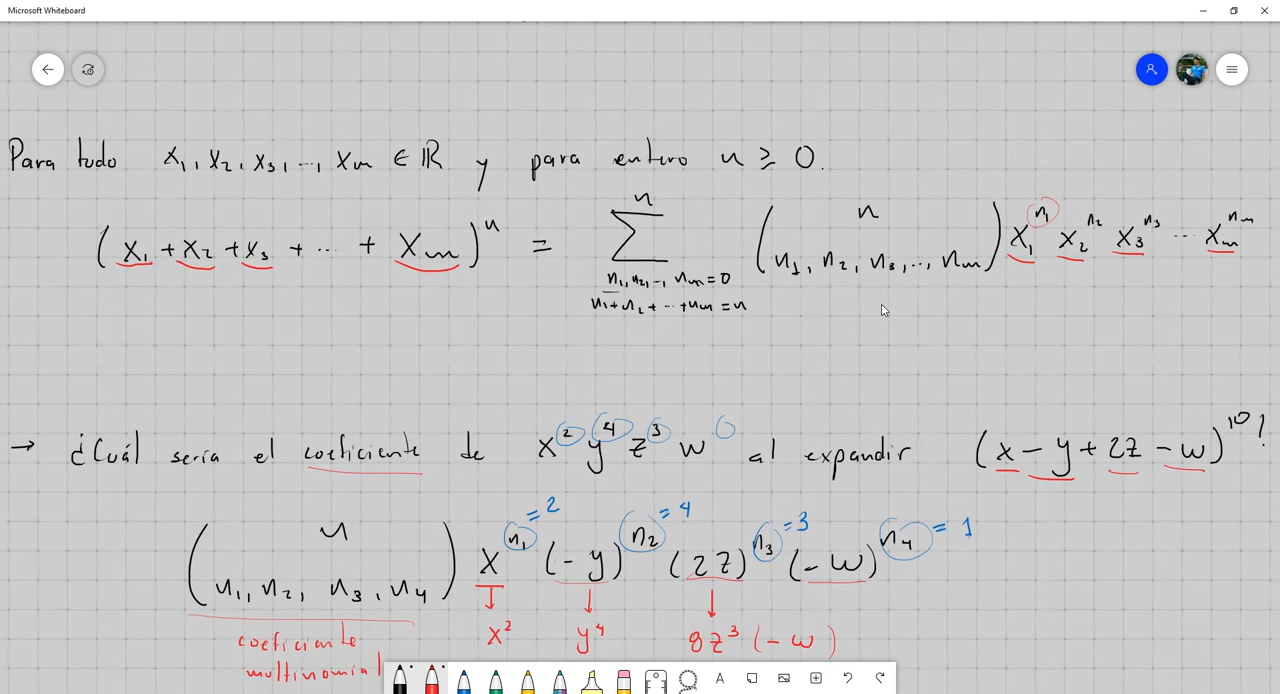 Microsoft Whiteboard
Para todo x₁, x₂, x₃, ..., xm ∈ ℝ y para entero n ≥ 0.
(x₁ + x₂ + x₃ + ... + xm)ⁿ = Σ (n / n₁, n₂, n₃, ..., nm) x₁^n₁ x₂^n₂ x₃^n₃ ... xm^nm
n
n₁, n₂, ..., nm = 0
n₁ + n₂ + ... + nm = n
→ ¿Cuál sería el coeficiente de x² y⁴ z³ w al expandir (x - y + 2z - w)¹⁰?
= 2 = 4 = 3 = 1
(n / n₁, n₂, n₃, n₄) x^n₁ (-y)^n₂ (2z)^n₃ (-w)^n₄
x² y⁴ 8z³ (-w)
coeficiente
multinomial
A